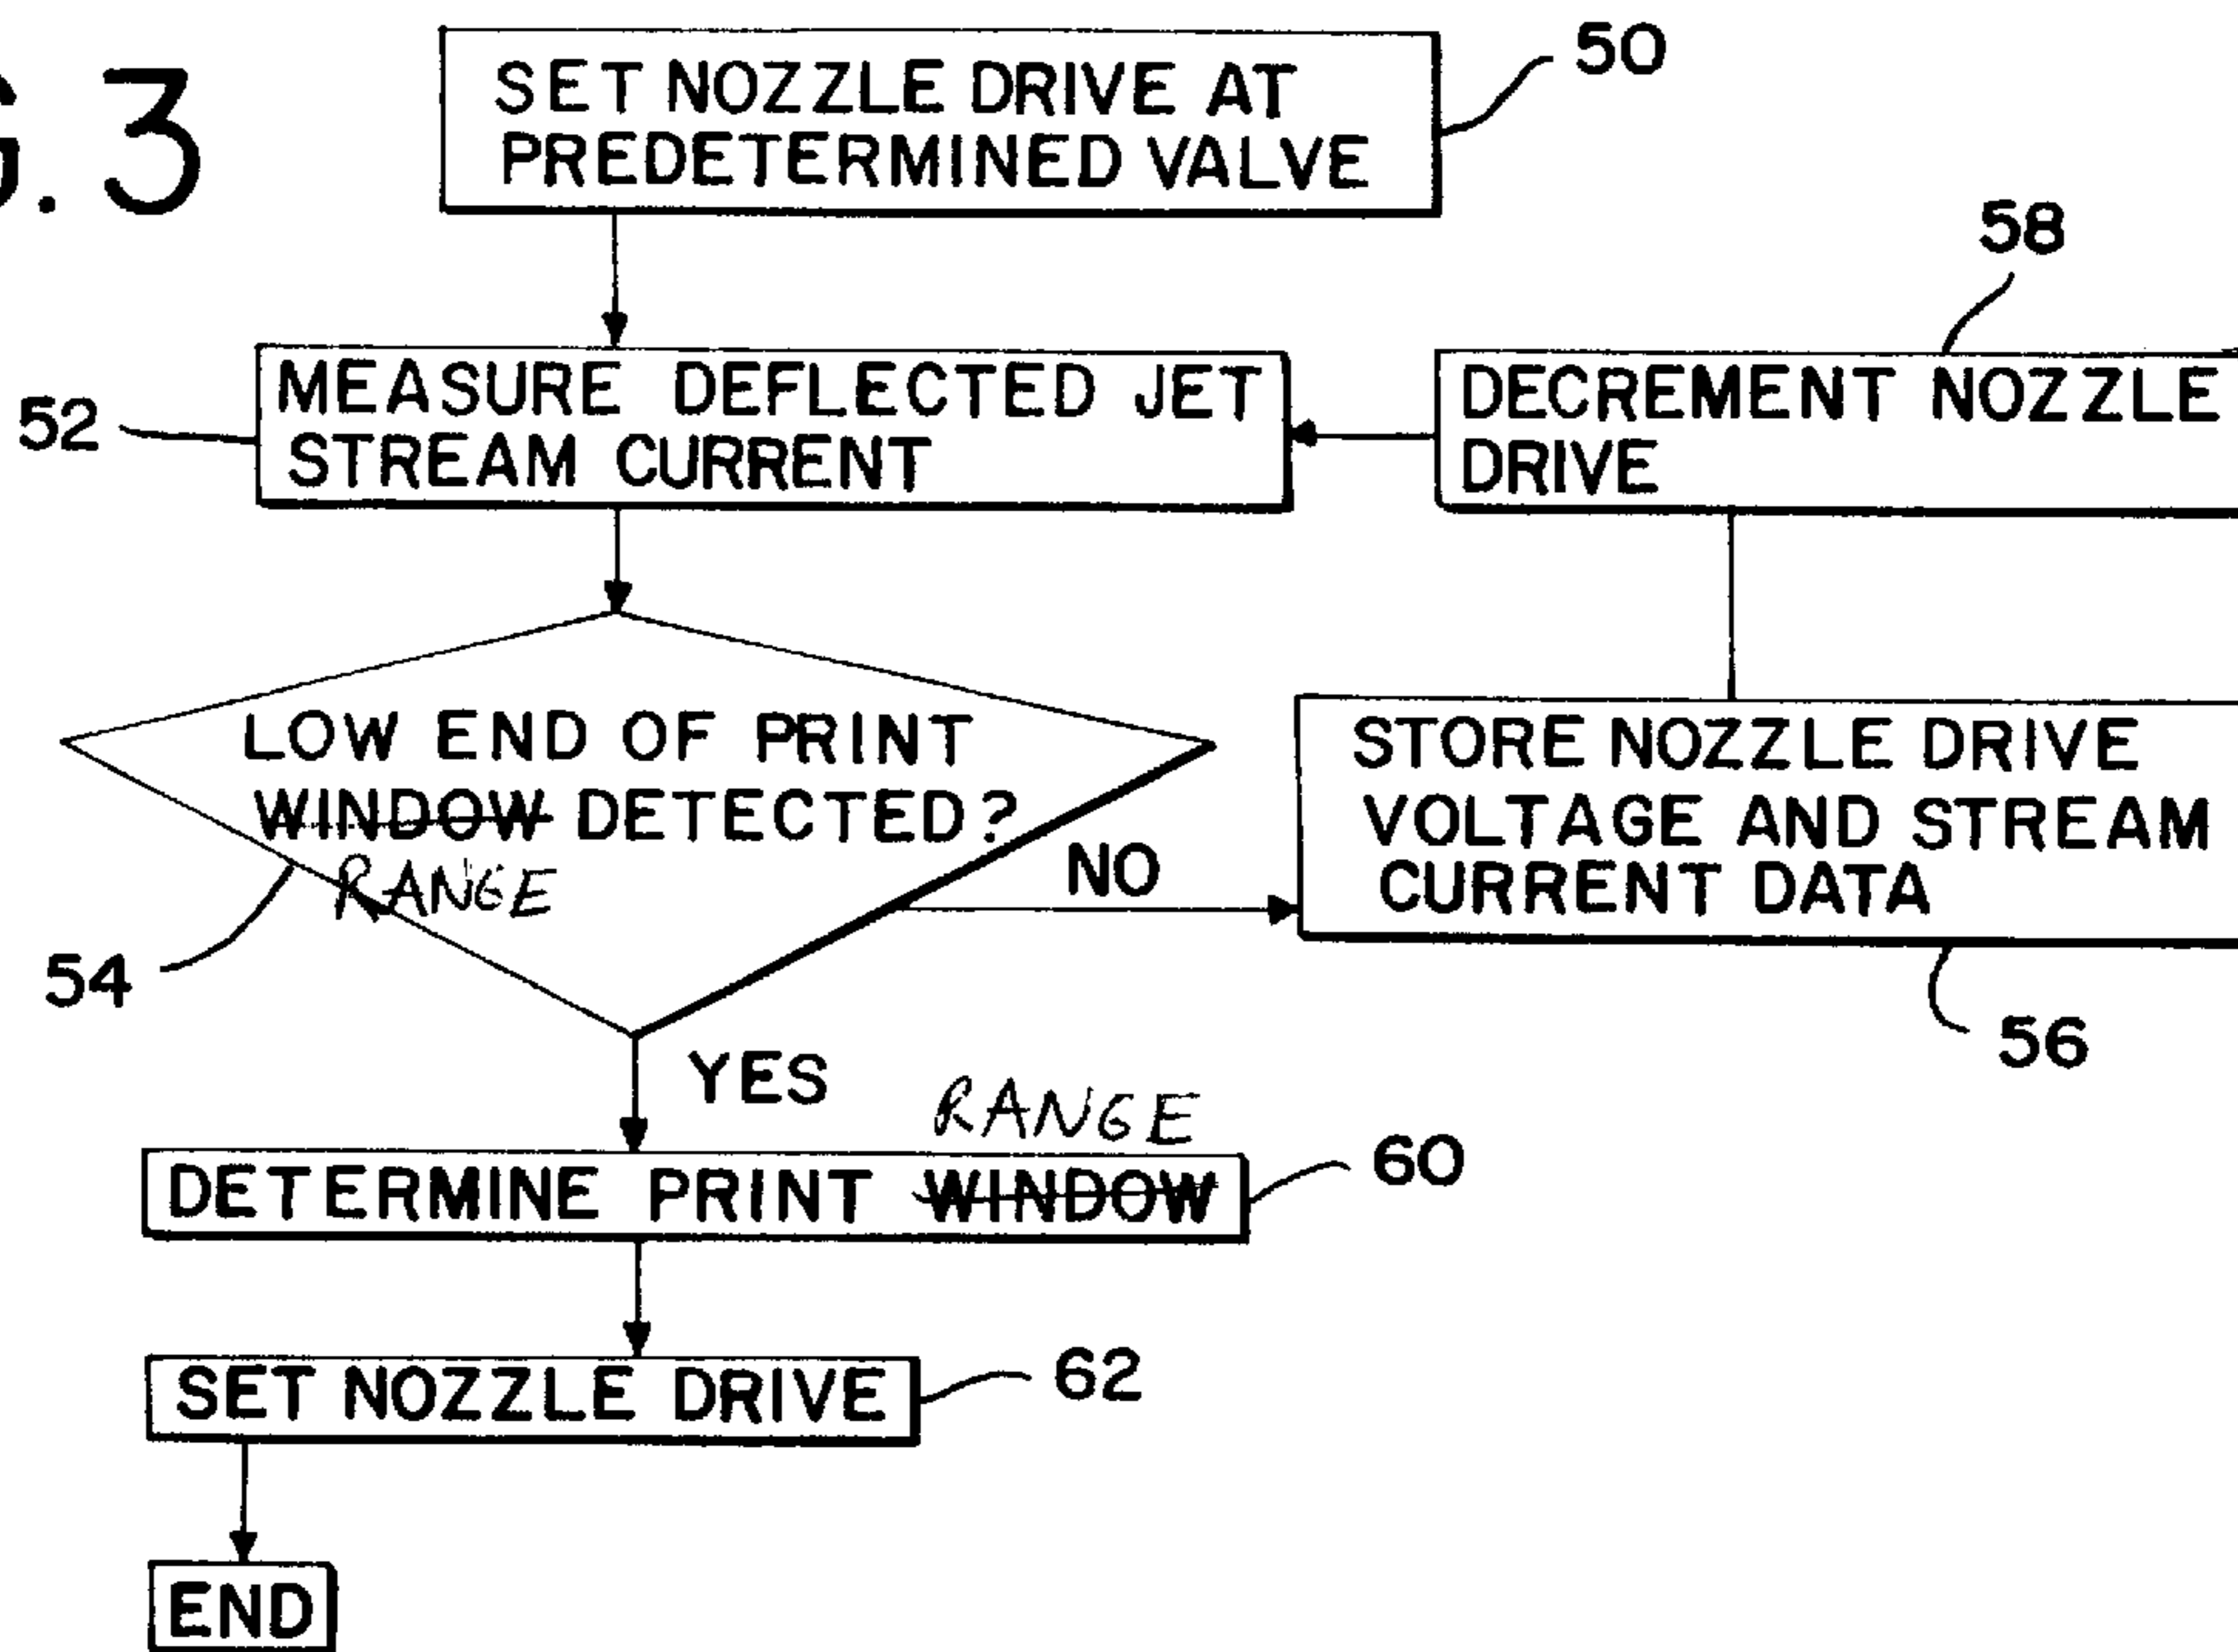 G. 3
SET NOZZLE DRIVE AT
PREDETERMINED VALVE
50
58
MEASURE DEFLECTED JET
STREAM CURRENT
52
DECREMENT NOZZLE
DRIVE
LOW END OF PRINT
WINDOW DETECTED?
RANGE
54
NO
STORE NOZZLE DRIVE
VOLTAGE AND STREAM
CURRENT DATA
56
YES
RANGE
DETERMINE PRINT WINDOW
60
SET NOZZLE DRIVE
62
END